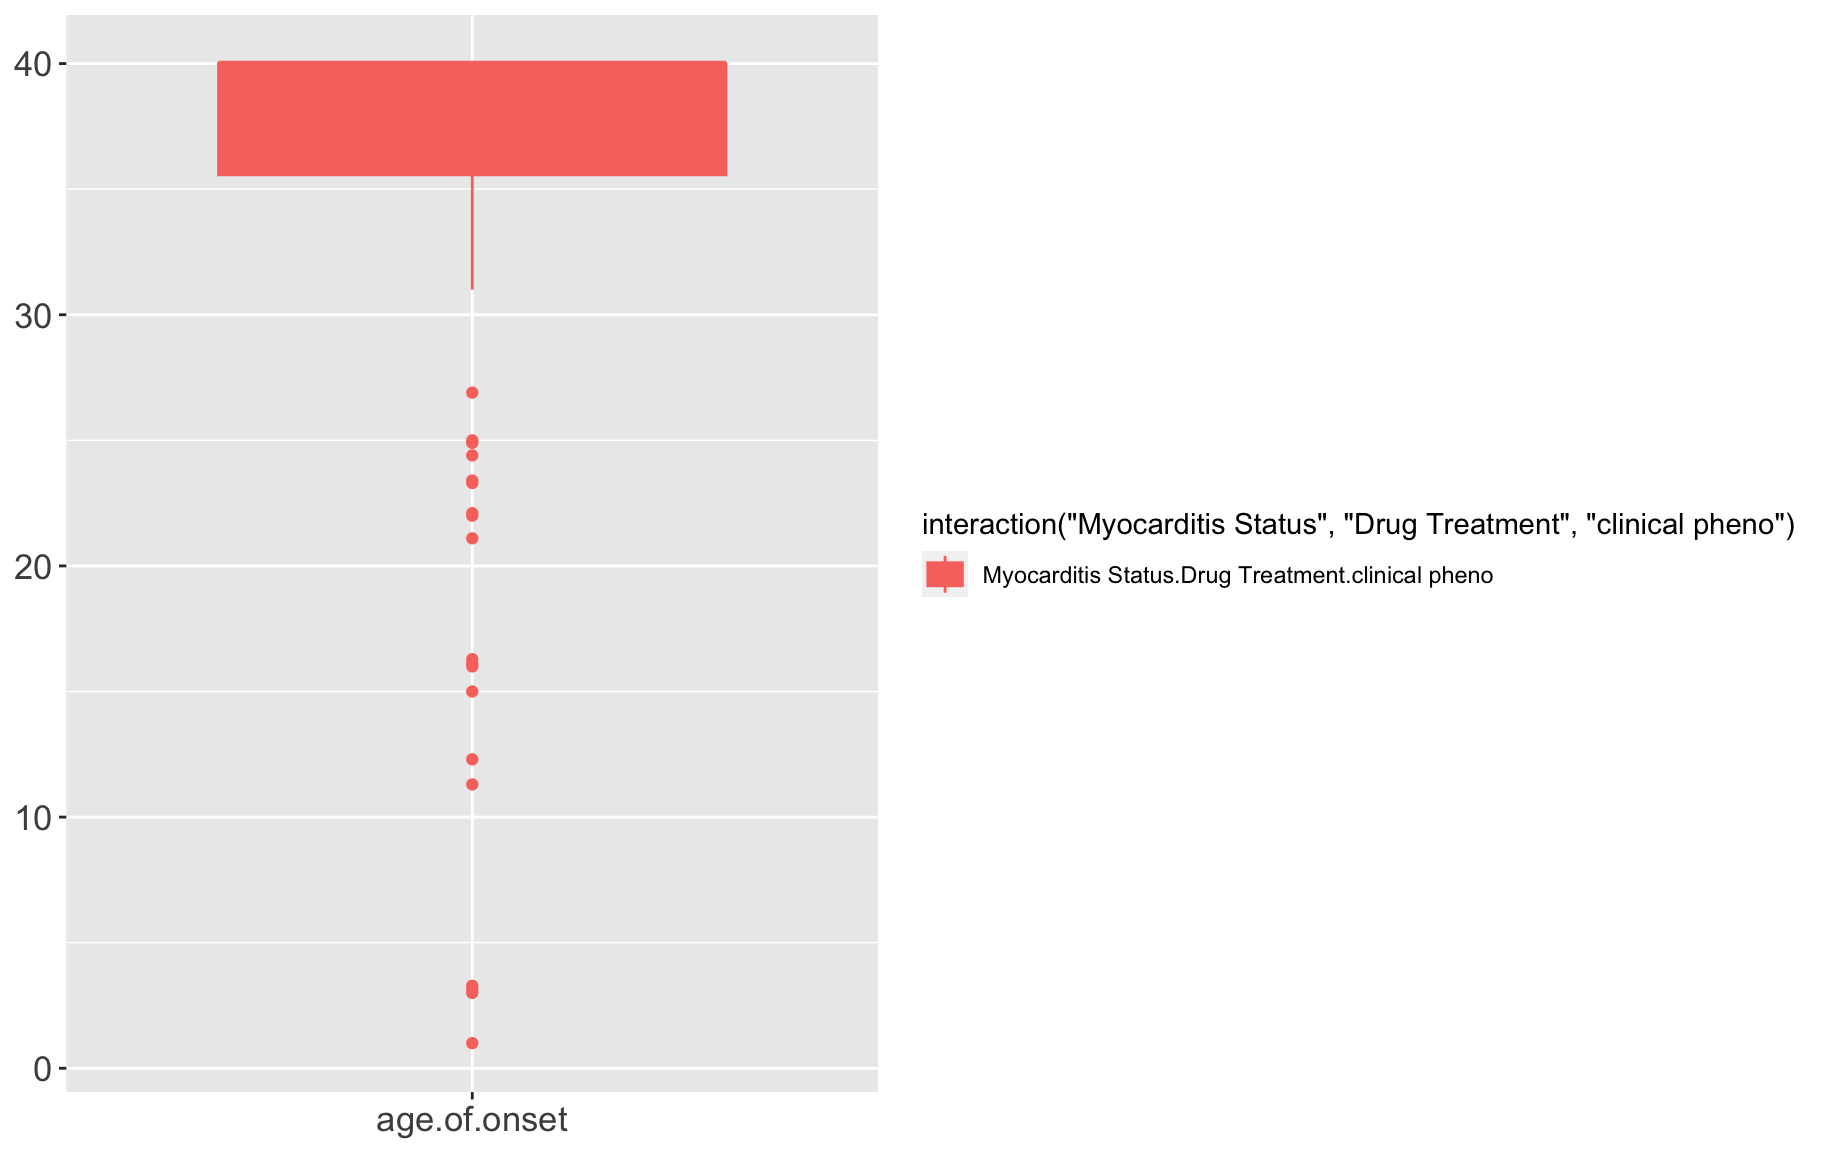 40
30
20
10
0
age.of.onset
interaction("Myocarditis Status", "Drug Treatment", "clinical pheno")
Myocarditis Status.Drug Treatment.clinical pheno